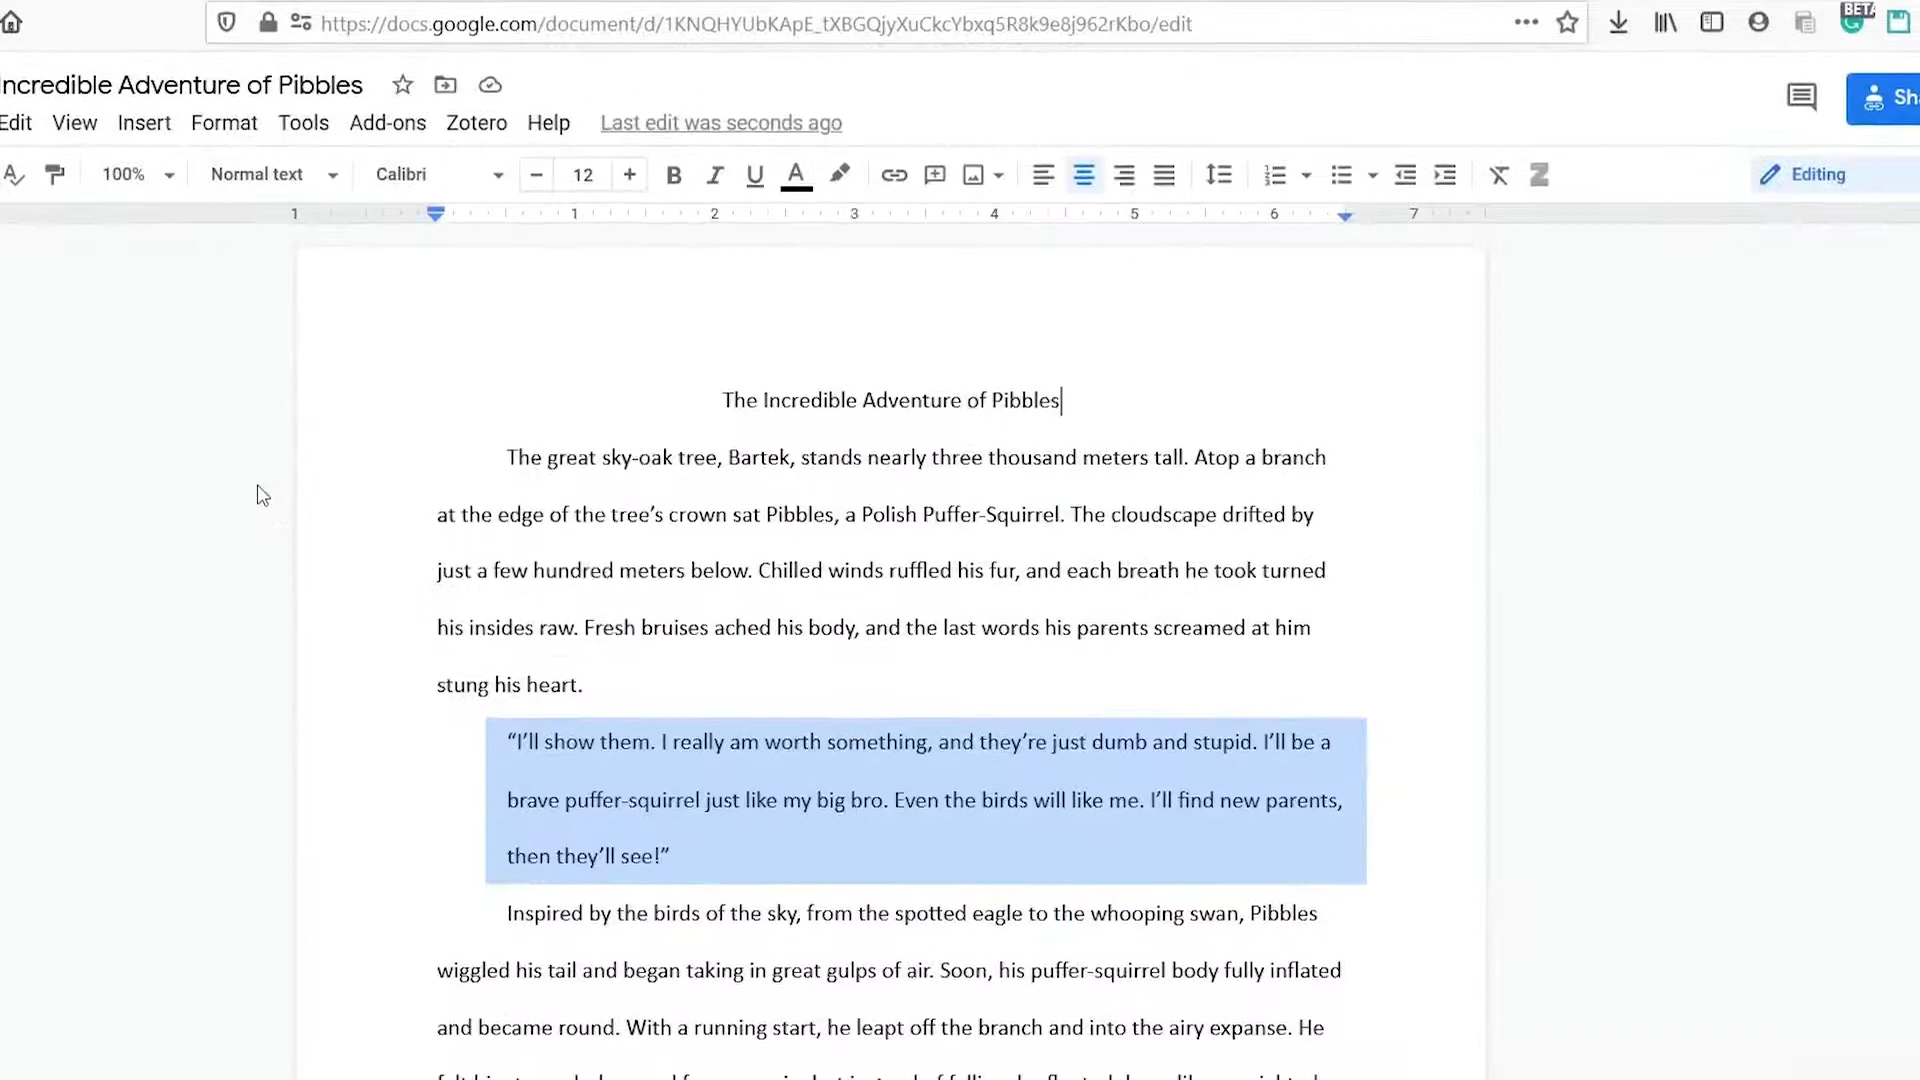 https://docs.google.com/document/d/1KNQHYUbKApE_tXBGQjyXuCkcYbxq5R8k9e8j962rKbo/edit
BETA
Incredible Adventure of Pibbles
Edit View Insert Format Tools Add-ons Zotero Help Last edit was seconds ago
Sha
100% Normal text Calibri 12 B I U A Z Editing
1 1 2 3 4 5 6 7
The Incredible Adventure of Pibbles
The great sky-oak tree, Bartek, stands nearly three thousand meters tall. Atop a branch
at the edge of the tree’s crown sat Pibbles, a Polish Puffer-Squirrel. The cloudscape drifted by
just a few hundred meters below. Chilled winds ruffled his fur, and each breath he took turned
his insides raw. Fresh bruises ached his body, and the last words his parents screamed at him
stung his heart.
“I’ll show them. I really am worth something, and they’re just dumb and stupid. I’ll be a
brave puffer-squirrel just like my big bro. Even the birds will like me. I’ll find new parents,
then they’ll see!”
Inspired by the birds of the sky, from the spotted eagle to the whooping swan, Pibbles
wiggled his tail and began taking in great gulps of air. Soon, his puffer-squirrel body fully inflated
and became round. With a running start, he leapt off the branch and into the airy expanse. He